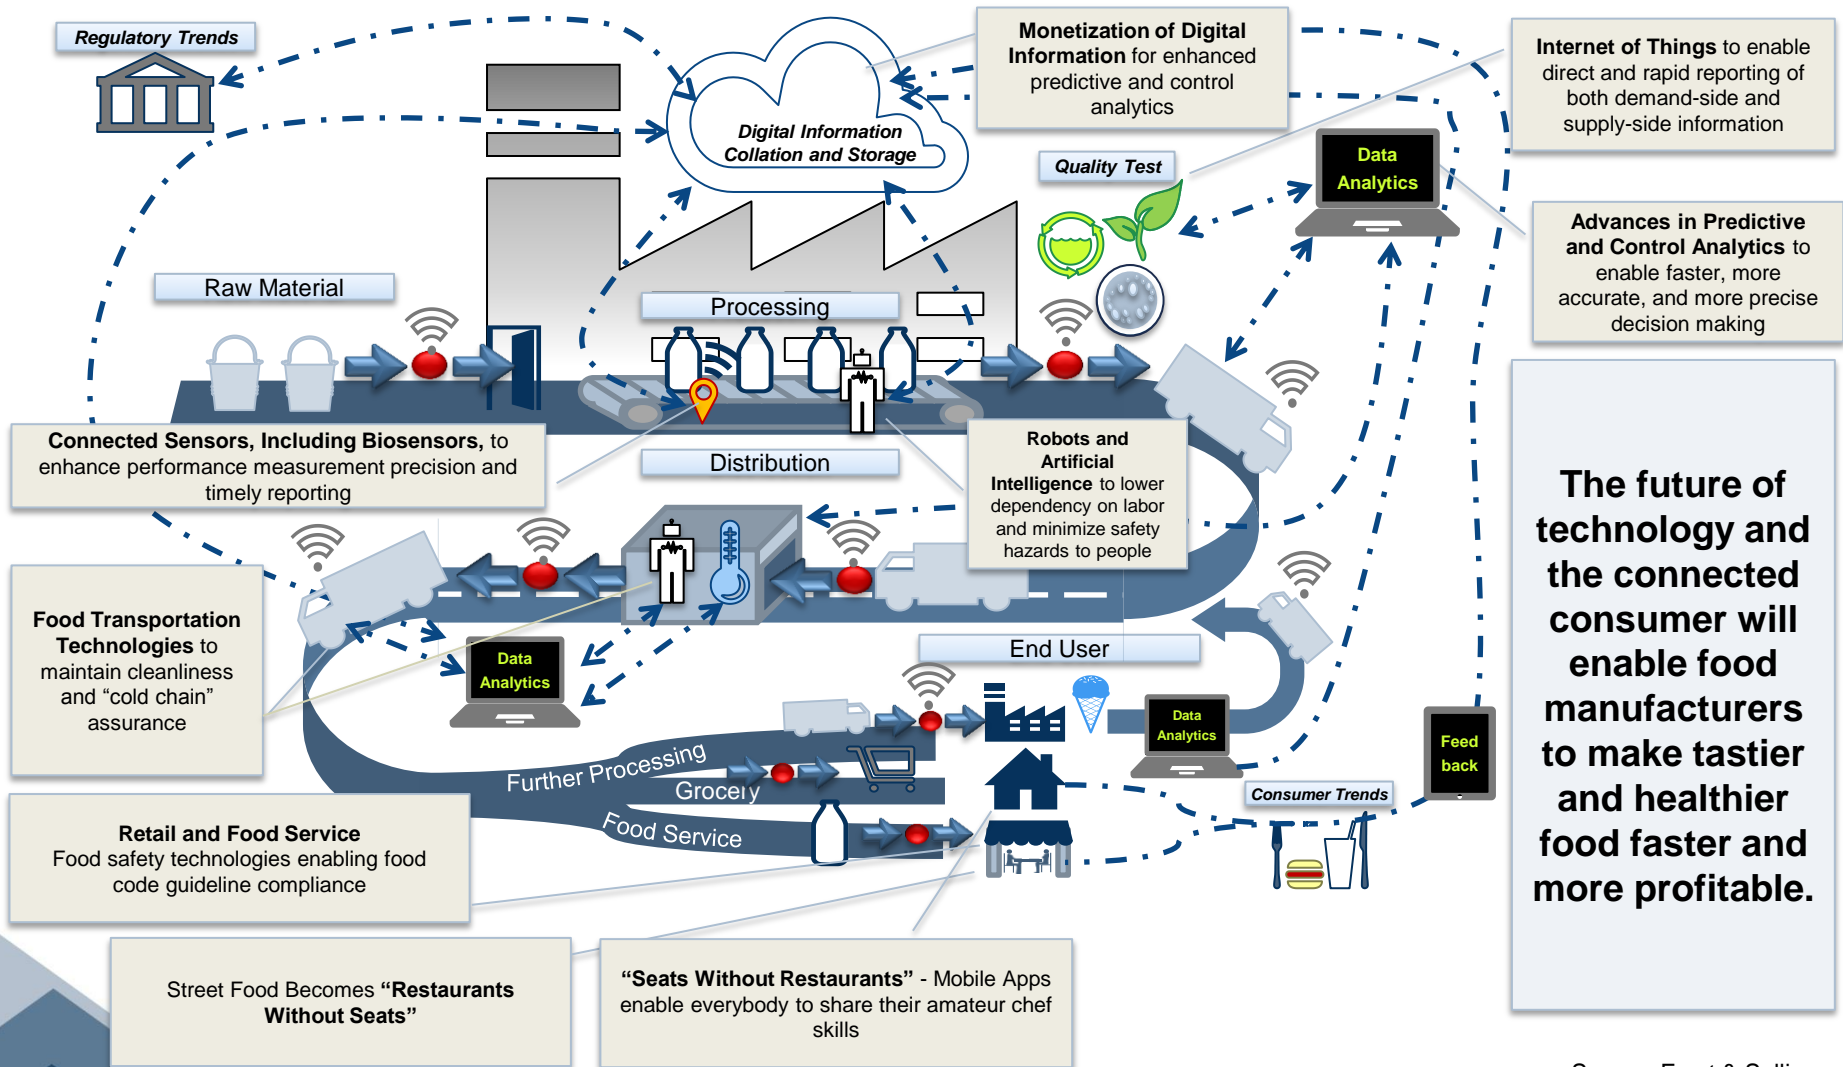 Regulatory Trends
Monetization of Digital
Information for enhanced
predictive and control
analytics
Internet of Things to enable
direct and rapid reporting of
both demand-side and
supply-side information
Digital Information
Collation and Storage
Quality Test
Data
Analytics
Advances in Predictive
and Control Analytics to
enable faster, more
accurate, and more precise
decision making
Raw Material
Processing
Connected Sensors, Including Biosensors, to
enhance performance measurement precision and
timely reporting
Distribution
Robots and
Artificial
Intelligence to lower
dependency on labor
and minimize safety
hazards to people
The future of
technology and
the connected
consumer will
enable food
manufacturers
to make tastier
and healthier
food faster and
more profitable.
Food Transportation
Technologies to
maintain cleanliness
and “cold chain”
assurance
Data
Analytics
End User
Data
Analytics
Feed
back
Further Processing
Grocery
Food Service
Consumer Trends
Retail and Food Service
Food safety technologies enabling food
code guideline compliance
Street Food Becomes “Restaurants
Without Seats”
“Seats Without Restaurants” - Mobile Apps
enable everybody to share their amateur chef
skills